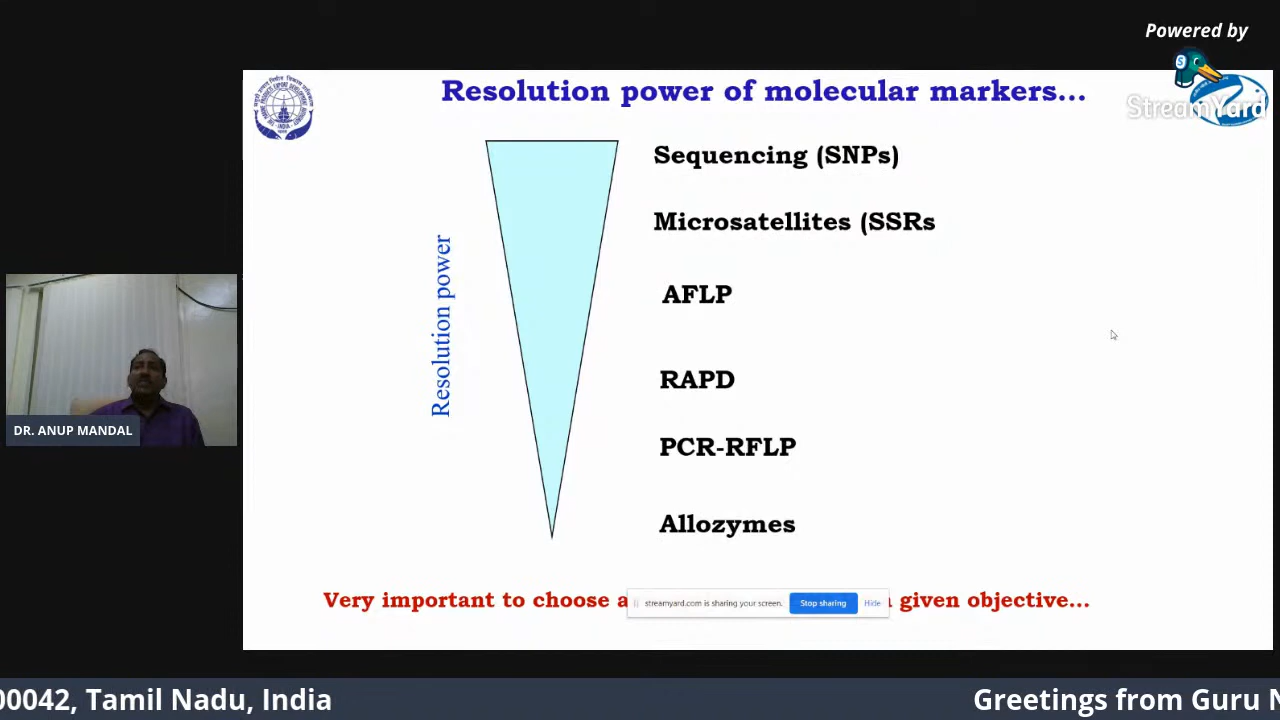 Powered by
StreamYard
Resolution power of molecular markers...
Sequencing (SNPs)
Microsatellites (SSRs
Resolution power
AFLP
RAPD
PCR-RFLP
Allozymes
DR. ANUP MANDAL
Very important to choose a
given objective...
streamyard.com is sharing your screen.
Stop sharing
Hide
00042, Tamil Nadu, India
Greetings from Guru N